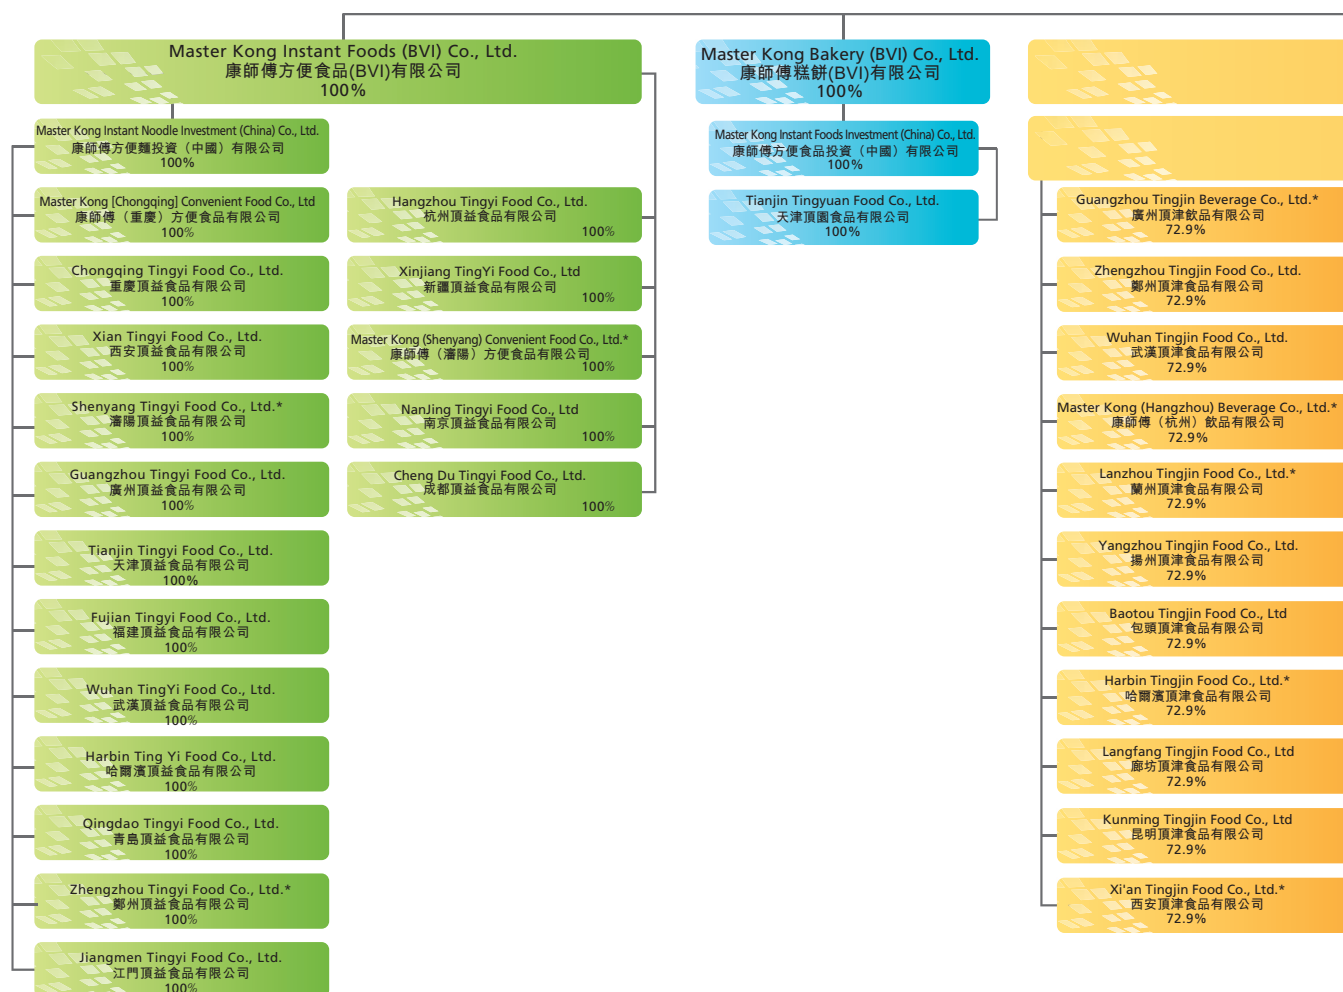 Master Kong Instant Foods (BVI) Co., Ltd.
康師傅方便食品(BVI)有限公司
100%
Master Kong Instant Noodle Investment (China) Co., Ltd.
康師傅方便麵投資（中國）有限公司
100%
Master Kong [Chongqing] Convenient Food Co., Ltd
康師傅（重慶）方便食品有限公司
100%
Chongqing Tingyi Food Co., Ltd.
重慶頂益食品有限公司
100%
Xian Tingyi Food Co., Ltd.
西安頂益食品有限公司
100%
Shenyang Tingyi Food Co., Ltd.*
瀋陽頂益食品有限公司
100%
Guangzhou Tingyi Food Co., Ltd.
廣州頂益食品有限公司
100%
Tianjin Tingyi Food Co., Ltd.
天津頂益食品有限公司
100%
Fujian Tingyi Food Co., Ltd.
福建頂益食品有限公司
100%
Wuhan TingYi Food Co., Ltd.
武漢頂益食品有限公司
100%
Harbin Ting Yi Food Co., Ltd.
哈爾濱頂益食品有限公司
100%
Qingdao Tingyi Food Co., Ltd.
青島頂益食品有限公司
100%
Zhengzhou Tingyi Food Co., Ltd.*
鄭州頂益食品有限公司
100%
Jiangmen Tingyi Food Co., Ltd.
江門頂益食品有限公司
100%
Hangzhou Tingyi Food Co., Ltd.
杭州頂益食品有限公司
100%
Xinjiang TingYi Food Co., Ltd
新疆頂益食品有限公司
100%
Master Kong (Shenyang) Convenient Food Co., Ltd.*
康師傅（瀋陽）方便食品有限公司
100%
NanJing Tingyi Food Co., Ltd
南京頂益食品有限公司
100%
Cheng Du Tingyi Food Co., Ltd.
成都頂益食品有限公司
100%
Master Kong Bakery (BVI) Co., Ltd.
康師傅糕餅(BVI)有限公司
100%
Master Kong Instant Foods Investment (China) Co., Ltd.
康師傅方便食品投資（中國）有限公司
100%
Tianjin Tingyuan Food Co., Ltd.
天津頂園食品有限公司
100%
Guangzhou Tingjin Beverage Co., Ltd.*
廣州頂津飲品有限公司
72.9%
Zhengzhou Tingjin Food Co., Ltd.
鄭州頂津食品有限公司
72.9%
Wuhan Tingjin Food Co., Ltd.
武漢頂津食品有限公司
72.9%
Master Kong (Hangzhou) Beverage Co., Ltd.*
康師傅（杭州）飲品有限公司
72.9%
Lanzhou Tingjin Food Co., Ltd.*
蘭州頂津食品有限公司
72.9%
Yangzhou Tingjin Food Co., Ltd.
揚州頂津食品有限公司
72.9%
Baotou Tingjin Food Co., Ltd
包頭頂津食品有限公司
72.9%
Harbin Tingjin Food Co., Ltd.*
哈爾濱頂津食品有限公司
72.9%
Langfang Tingjin Food Co., Ltd
廊坊頂津食品有限公司
72.9%
Kunming Tingjin Food Co., Ltd
昆明頂津食品有限公司
72.9%
Xi'an Tingjin Food Co., Ltd.*
西安頂津食品有限公司
72.9%